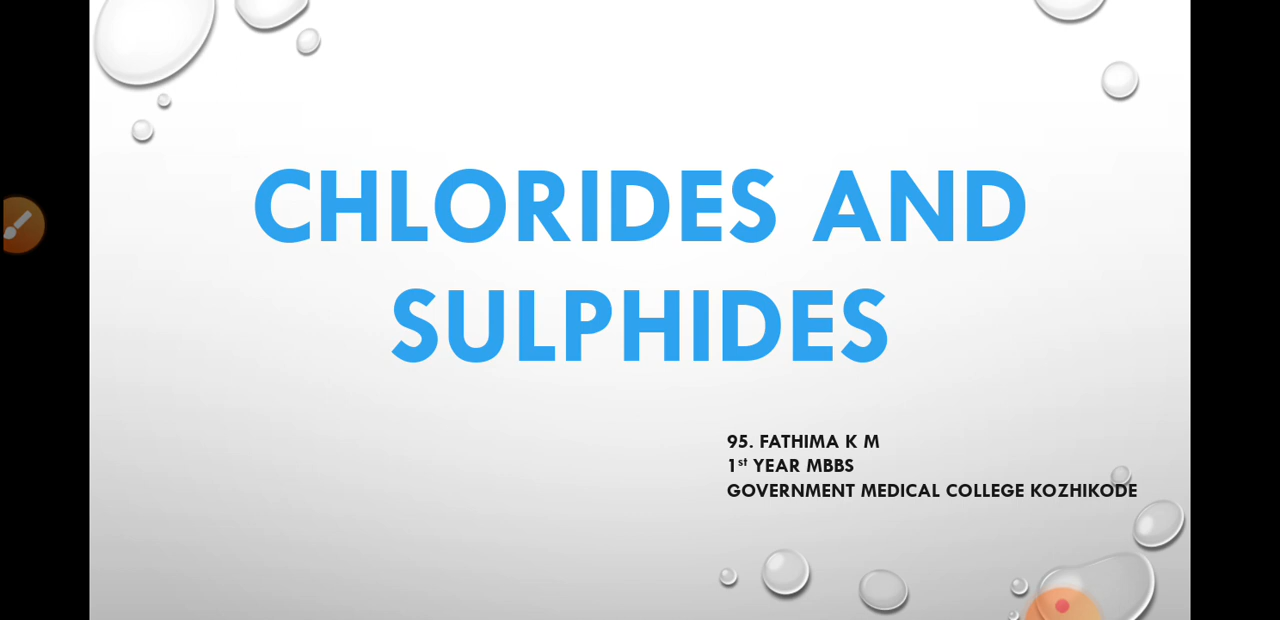 CHLORIDES AND
SULPHIDES
95. FATHIMA K M
1st YEAR MBBS
GOVERNMENT MEDICAL COLLEGE KOZHIKODE